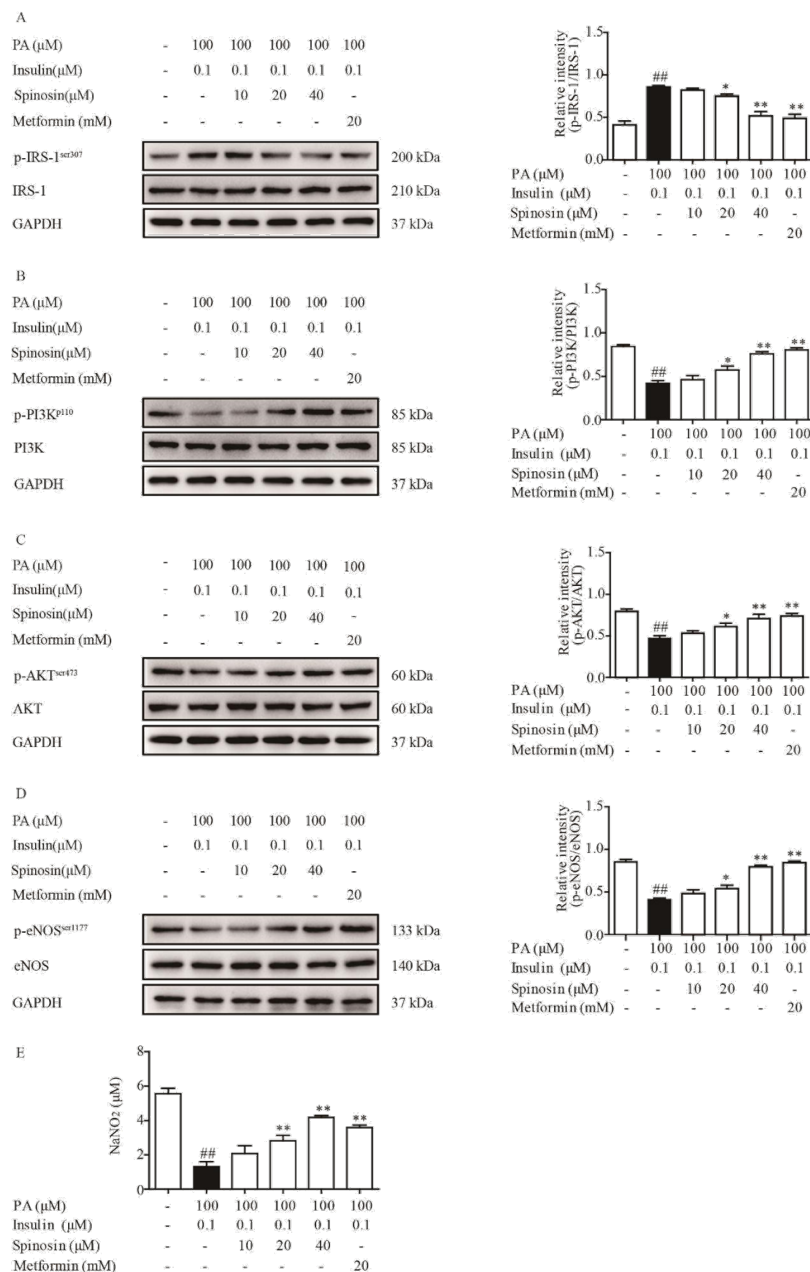 A
PA (μM) - 100 100 100 100 100
Insulin(μM) - 0.1 0.1 0.1 0.1 0.1
Spinosin(μM) - - 10 20 40 -
Metformin (mM) - - - - - 20
p-IRS-1ser307 200 kDa
IRS-1 210 kDa
GAPDH 37 kDa
Relative intensity
(p-IRS-1/IRS-1)
1.5
1.0
0.5
0.0
## * ** **
PA (μM) - 100 100 100 100 100
Insulin (μM) - 0.1 0.1 0.1 0.1 0.1
Spinosin (μM) - - 10 20 40 -
Metformin (mM) - - - - - 20
B
PA (μM) - 100 100 100 100 100
Insulin(μM) - 0.1 0.1 0.1 0.1 0.1
Spinosin(μM) - - 10 20 40 -
Metformin (mM) - - - - - 20
p-PI3Kp110 85 kDa
PI3K 85 kDa
GAPDH 37 kDa
Relative intensity
(p-PI3K/PI3K)
1.5
1.0
0.5
0.0
## * ** **
PA (μM) - 100 100 100 100 100
Insulin (μM) - 0.1 0.1 0.1 0.1 0.1
Spinosin (μM) - - 10 20 40 -
Metformin (mM) - - - - - 20
C
PA (μM) - 100 100 100 100 100
Insulin(μM) - 0.1 0.1 0.1 0.1 0.1
Spinosin(μM) - - 10 20 40 -
Metformin (mM) - - - - - 20
p-AKTser473 60 kDa
AKT 60 kDa
GAPDH 37 kDa
Relative intensity
(p-AKT/AKT)
1.5
1.0
0.5
0.0
## * ** **
PA (μM) - 100 100 100 100 100
Insulin (μM) - 0.1 0.1 0.1 0.1 0.1
Spinosin (μM) - - 10 20 40 -
Metformin (mM) - - - - - 20
D
PA (μM) - 100 100 100 100 100
Insulin(μM) - 0.1 0.1 0.1 0.1 0.1
Spinosin(μM) - - 10 20 40 -
Metformin (mM) - - - - - 20
p-eNOSser1177 133 kDa
eNOS 140 kDa
GAPDH 37 kDa
Relative intensity
(p-eNOS/eNOS)
1.5
1.0
0.5
0.0
## * ** **
PA (μM) - 100 100 100 100 100
Insulin (μM) - 0.1 0.1 0.1 0.1 0.1
Spinosin (μM) - - 10 20 40 -
Metformin (mM) - - - - - 20
E
NaNO2 (μM)
8
6
4
2
0
## ** ** **
PA (μM) - 100 100 100 100 100
Insulin (μM) - 0.1 0.1 0.1 0.1 0.1
Spinosin (μM) - - 10 20 40 -
Metformin (mM) - - - - - 20